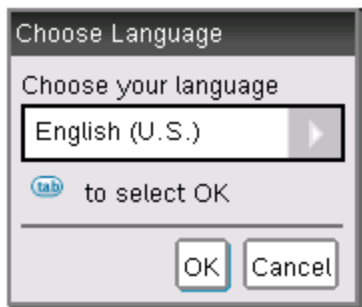 Choose Language
Choose your language
English (U.S.)
tab to select OK
OK Cancel